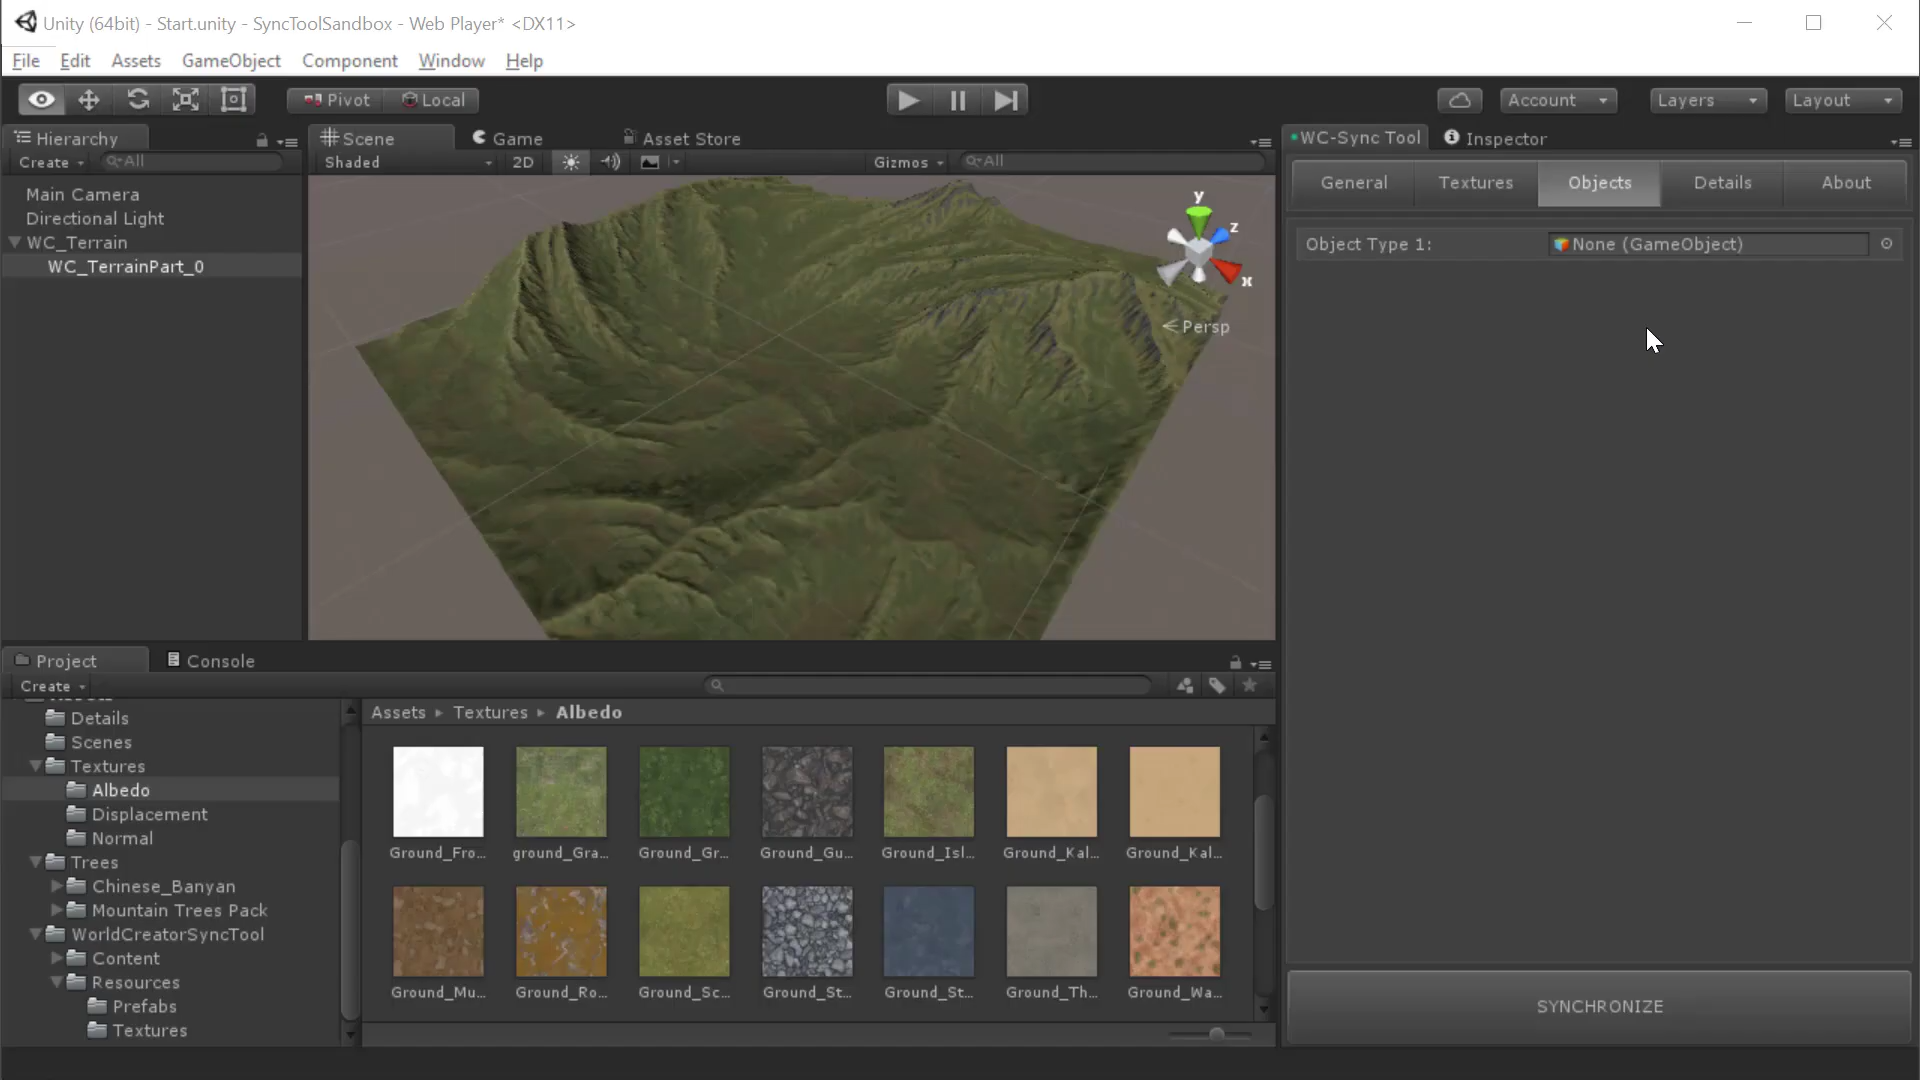 Unity (64bit) - Start.unity - SyncToolSandbox - Web Player* <DX11>
File Edit Assets GameObject Component Window Help
Pivot Local Account Layers Layout
Hierarchy
Create All
Main Camera
Directional Light
WC_Terrain
WC_TerrainPart_0
Scene Game Asset Store
Shaded 2D Gizmos All
y
z
x
Persp
WC-Sync Tool Inspector
General Textures Objects Details About
Object Type 1: None (GameObject)
SYNCHRONIZE
Project Console
Create
Details
Scenes
Textures
Albedo
Displacement
Normal
Trees
Chinese_Banyan
Mountain Trees Pack
WorldCreatorSyncTool
Content
Resources
Prefabs
Textures
Assets Textures Albedo
Ground_Fro... ground_Gra... Ground_Gr... Ground_Gu... Ground_Isl... Ground_Kal... Ground_Kal...
Ground_Mu... Ground_Ro... Ground_Sc... Ground_St... Ground_St... Ground_Th... Ground_Wa...